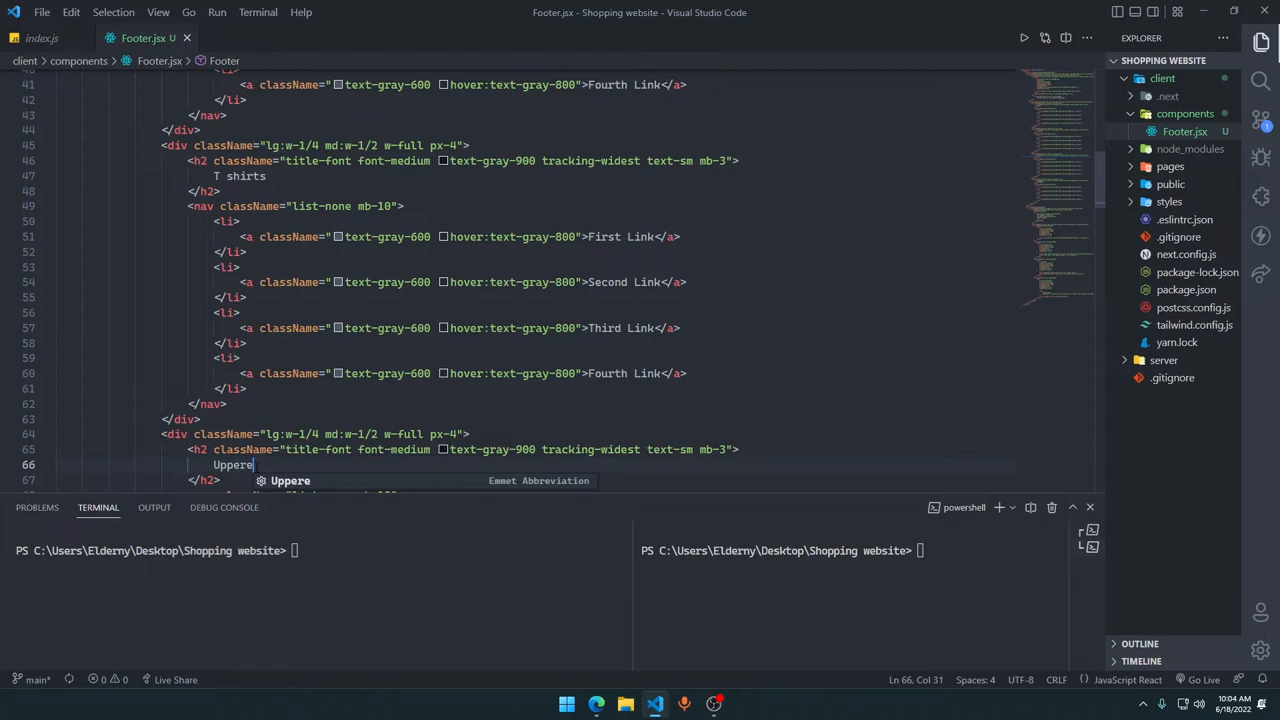 File Edit Selection View Go Run Terminal Help
Footer.jsx - Shopping website - Visual Studio Code
index.js
Footer.jsx U
client > components > Footer.jsx > Footer
EXPLORER
SHOPPING WEBSITE
client
.next
components
Footer.jsx
node_modules
pages
public
styles
.eslintrc.json
.gitignore
next.config.js
package-lock.json
package.json
postcss.config.js
tailwind.config.js
yarn.lock
server
.gitignore
OUTLINE
TIMELINE
40 <li>
41 <a className="text-gray-600 hover:text-gray-800">Fourth Link</a>
42 </li>
43 </nav>
44 </div>
45 <div className="lg:w-1/4 md:w-1/2 w-full px-4">
46 <h2 className="title-font font-medium text-gray-900 tracking-widest text-sm mb-3">
47 shirts
48 </h2>
49 <nav className="list-none mb-10">
50 <li>
51 <a className="text-gray-600 hover:text-gray-800">First Link</a>
52 </li>
53 <li>
54 <a className="text-gray-600 hover:text-gray-800">Second Link</a>
55 </li>
56 <li>
57 <a className="text-gray-600 hover:text-gray-800">Third Link</a>
58 </li>
59 <li>
60 <a className="text-gray-600 hover:text-gray-800">Fourth Link</a>
61 </li>
62 </nav>
63 </div>
64 <div className="lg:w-1/4 md:w-1/2 w-full px-4">
65 <h2 className="title-font font-medium text-gray-900 tracking-widest text-sm mb-3">
66 Uppere
67 </h2>
Uppere Emmet Abbreviation
PROBLEMS TERMINAL OUTPUT DEBUG CONSOLE
powershell
PS C:\Users\Elderny\Desktop\Shopping website>
PS C:\Users\Elderny\Desktop\Shopping website>
main* 0 0 Live Share
Ln 66, Col 31 Spaces: 4 UTF-8 CRLF JavaScript React Go Live
10:04 AM
6/18/2022